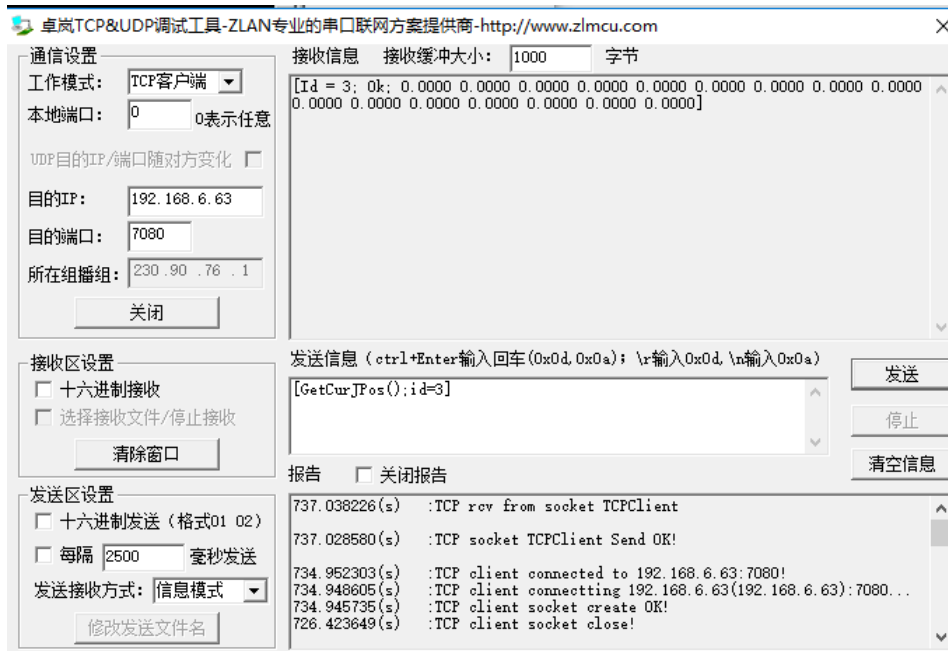 卓岚TCP&UDP调试工具-ZLAN专业的串口联网方案提供商-http://www.zlmcu.com
通信设置
工作模式： TCP客户端
本地端口： 0 0表示任意
UDP目的IP/端口随对方变化
目的IP： 192.168.6.63
目的端口： 7080
所在组播组： 230 .90 .76 .1
关闭
接收区设置
十六进制接收
选择接收文件/停止接收
清除窗口
发送区设置
十六进制发送（格式01 02）
每隔 2500 毫秒发送
发送接收方式： 信息模式
修改发送文件名
接收信息 接收缓冲大小： 1000 字节
[Id = 3; Ok; 0.0000 0.0000 0.0000 0.0000 0.0000 0.0000 0.0000 0.0000 0.0000
0.0000 0.0000 0.0000 0.0000 0.0000 0.0000 0.0000]
发送信息（ctrl+Enter输入回车(0x0d,0x0a)；\r输入0x0d,\n输入0x0a）
[GetCurJPos();id=3]
发送
停止
清空信息
报告 关闭报告
737.038226(s) :TCP rcv from socket TCPClient
737.028580(s) :TCP socket TCPClient Send OK!
734.952303(s) :TCP client connected to 192.168.6.63:7080!
734.948605(s) :TCP client connectting 192.168.6.63(192.168.6.63):7080...
734.945735(s) :TCP client socket create OK!
726.423649(s) :TCP client socket close!